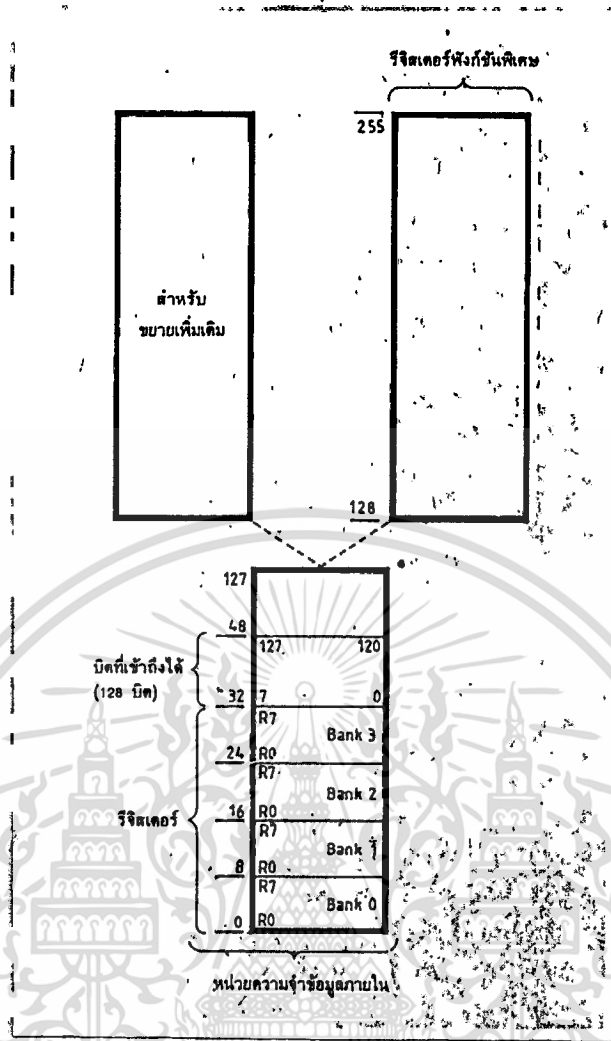 รีจิสเตอร์ฟังก์ชันพิเศษ
255
สำหรับ
ขยายเพิ่มเติม
128
127
48
127 120
บิตที่เข้าถึงได้
(128 บิต)
32 7 0
R7
Bank 3
24 R0
R7
Bank 2
รีจิสเตอร์
16 R0
R7
Bank 1
8 R0
R7
Bank 0
0 R0
หน่วยความจำข้อมูลภายใน